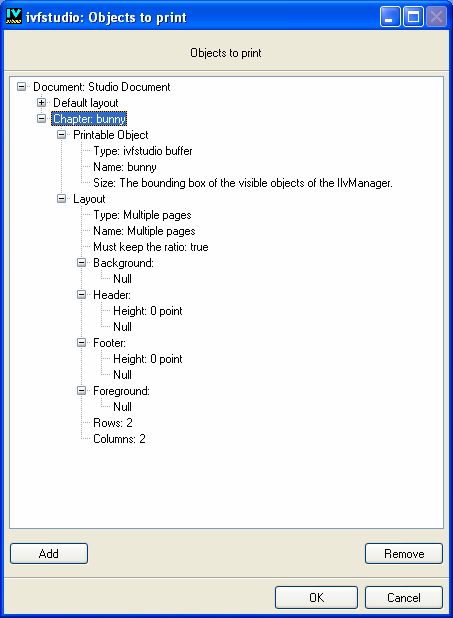 IV
STUDIO
ivfstudio: Objects to print
Objects to print
Document: Studio Document
Default layout
Chapter: bunny
Printable Object
Type: ivfstudio buffer
Name: bunny
Size: The bounding box of the visible objects of the IlvManager.
Layout
Type: Multiple pages
Name: Multiple pages
Must keep the ratio: true
Background:
Null
Header:
Height: 0 point
Null
Footer:
Height: 0 point
Null
Foreground:
Null
Rows: 2
Columns: 2
Add
Remove
OK
Cancel